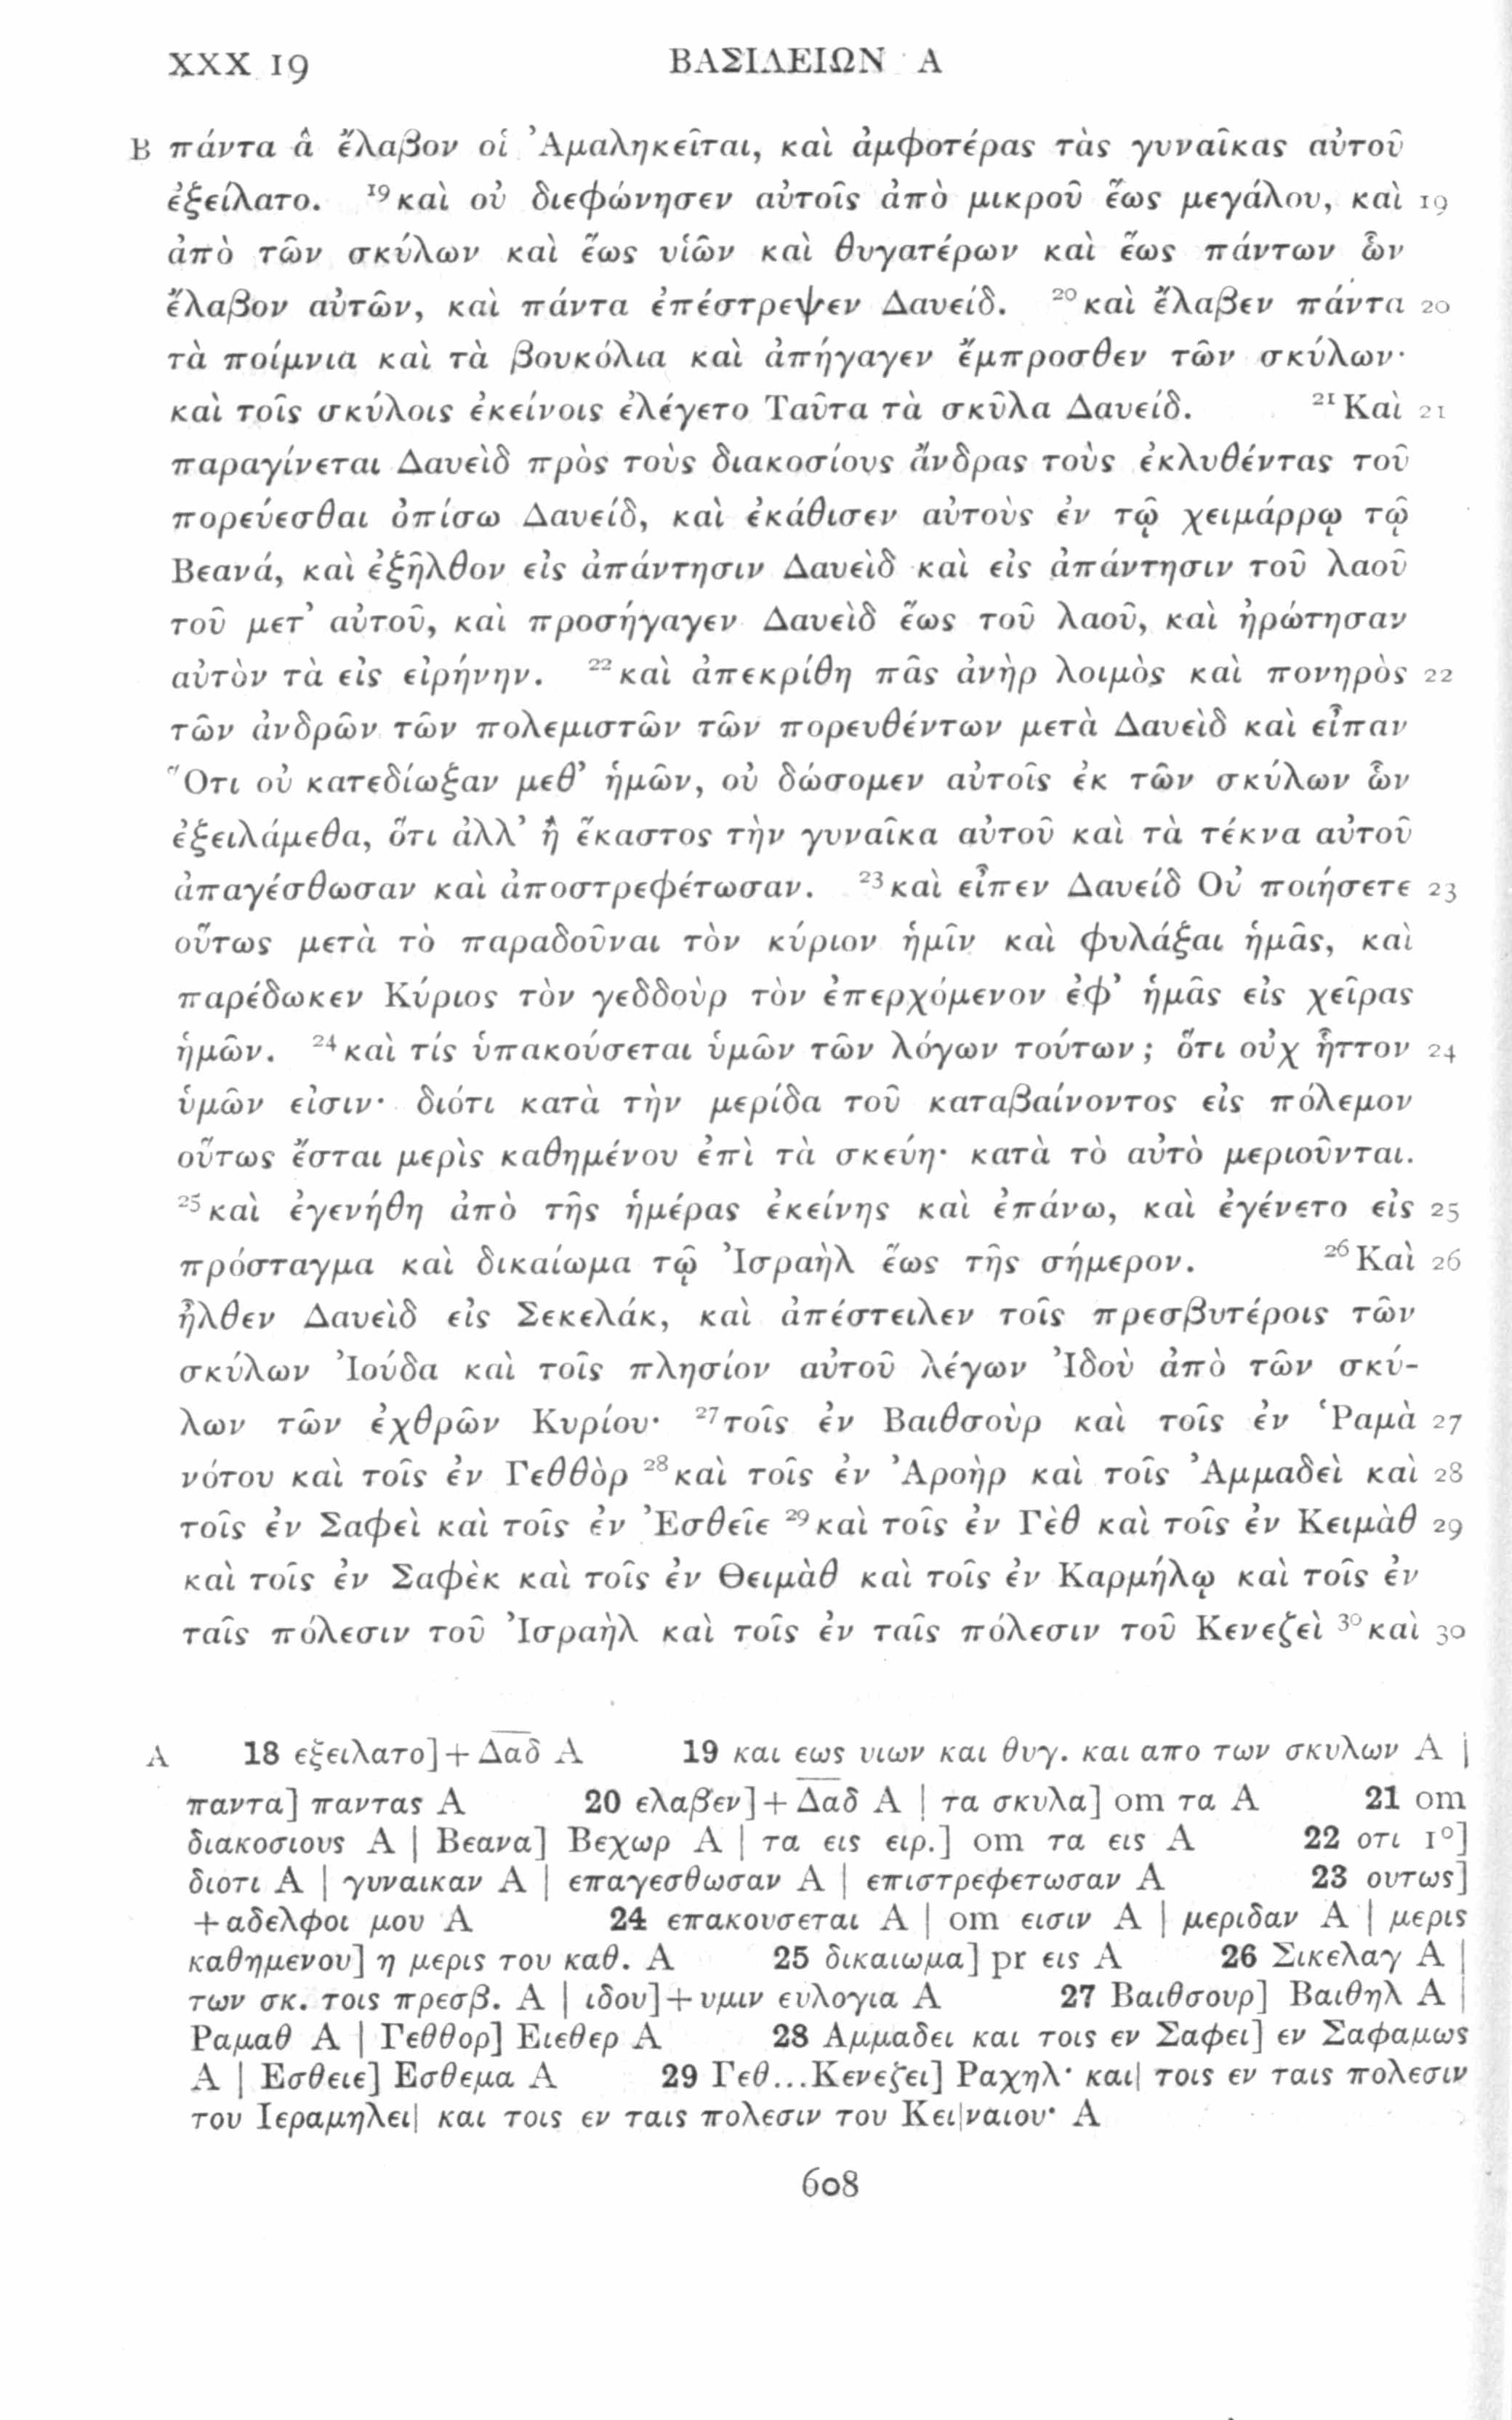 XXX 19 ΒΑΣΙΛΕΙΩΝ Α
B πάντα ἃ ἔλαβον οἱ Ἀμαληκεῖται, καὶ ἀμφοτέρας τὰς γυναῖκας αὐτοῦ
ἐξείλατο. ¹⁹καὶ οὐ διεφώνησεν αὐτοῖς ἀπὸ μικροῦ ἕως μεγάλου, καὶ 19
ἀπὸ τῶν σκύλων καὶ ἕως υἱῶν καὶ θυγατέρων καὶ ἕως πάντων ὧν
ἔλαβον αὐτῶν, καὶ πάντα ἐπέστρεψεν Δαυείδ. ²⁰καὶ ἔλαβεν πάντα 20
τὰ ποίμνια καὶ τὰ βουκόλια καὶ ἀπήγαγεν ἔμπροσθεν τῶν σκύλων·
καὶ τοῖς σκύλοις ἐκείνοις ἐλέγετο Ταῦτα τὰ σκῦλα Δαυείδ. ²¹Καὶ 21
παραγίνεται Δαυεὶδ πρὸς τοὺς διακοσίους ἄνδρας τοὺς ἐκλυθέντας τοῦ
πορεύεσθαι ὀπίσω Δαυείδ, καὶ ἐκάθισεν αὐτοὺς ἐν τῷ χειμάρρῳ τῷ
Βεανά, καὶ ἐξῆλθον εἰς ἀπάντησιν Δαυεὶδ καὶ εἰς ἀπάντησιν τοῦ λαοῦ
τοῦ μετ’ αὐτοῦ, καὶ προσήγαγεν Δαυεὶδ ἕως τοῦ λαοῦ, καὶ ἠρώτησαν
αὐτὸν τὰ εἰς εἰρήνην. ²²καὶ ἀπεκρίθη πᾶς ἀνὴρ λοιμὸς καὶ πονηρὸς 22
τῶν ἀνδρῶν τῶν πολεμιστῶν τῶν πορευθέντων μετὰ Δαυεὶδ καὶ εἶπαν
Ὅτι οὐ κατεδίωξαν μεθ’ ἡμῶν, οὐ δώσομεν αὐτοῖς ἐκ τῶν σκύλων ὧν
ἐξειλάμεθα, ὅτι ἀλλ’ ἢ ἕκαστος τὴν γυναῖκα αὐτοῦ καὶ τὰ τέκνα αὐτοῦ
ἀπαγέσθωσαν καὶ ἀποστρεφέτωσαν. ²³καὶ εἶπεν Δαυείδ Οὐ ποιήσετε 23
οὕτως μετὰ τὸ παραδοῦναι τὸν κύριον ἡμῖν καὶ φυλάξαι ἡμᾶς, καὶ
παρέδωκεν Κύριος τὸν γεδδοὺρ τὸν ἐπερχόμενον ἐφ’ ἡμᾶς εἰς χεῖρας
ἡμῶν. ²⁴καὶ τίς ὑπακούσεται ὑμῶν τῶν λόγων τούτων; ὅτι οὐχ ἧττον 24
ὑμῶν εἰσιν· διότι κατὰ τὴν μερίδα τοῦ καταβαίνοντος εἰς πόλεμον
οὕτως ἔσται μερὶς καθημένου ἐπὶ τὰ σκεύη· κατὰ τὸ αὐτὸ μεριοῦνται.
²⁵καὶ ἐγενήθη ἀπὸ τῆς ἡμέρας ἐκείνης καὶ ἐπάνω, καὶ ἐγένετο εἰς 25
πρόσταγμα καὶ δικαίωμα τῷ Ἰσραὴλ ἕως τῆς σήμερον. ²⁶Καὶ 26
ἦλθεν Δαυεὶδ εἰς Σεκελάκ, καὶ ἀπέστειλεν τοῖς πρεσβυτέροις τῶν
σκύλων Ἰούδα καὶ τοῖς πλησίον αὐτοῦ λέγων Ἰδοὺ ἀπὸ τῶν σκύ-
λων τῶν ἐχθρῶν Κυρίου· ²⁷τοῖς ἐν Βαιθσοὺρ καὶ τοῖς ἐν Ῥαμὰ 27
νότου καὶ τοῖς ἐν Γεθθὸρ ²⁸καὶ τοῖς ἐν Ἀροὴρ καὶ τοῖς Ἀμμαδεὶ καὶ 28
τοῖς ἐν Σαφεὶ καὶ τοῖς ἐν Ἐσθεῖε ²⁹καὶ τοῖς ἐν Γὲθ καὶ τοῖς ἐν Κειμὰθ 29
καὶ τοῖς ἐν Σαφὲκ καὶ τοῖς ἐν Θειμὰθ καὶ τοῖς ἐν Καρμήλῳ καὶ τοῖς ἐν
ταῖς πόλεσιν τοῦ Ἰσραὴλ καὶ τοῖς ἐν ταῖς πόλεσιν τοῦ Κενεζεὶ ³⁰καὶ 30
A 18 εξειλατο]+Δα̅δ̅ A 19 και εως υιων και θυγ. και απο των σκυλων A |
παντα] παντας A 20 ελαβεν]+Δα̅δ̅ A | τα σκυλα] om τα A 21 om
διακοσιους A | Βεανα] Βεχωρ A | τα εις ειρ.] om τα εις A 22 οτι 1°]
διοτι A | γυναικαν A | επαγεσθωσαν A | επιστρεφετωσαν A 23 ουτως]
+αδελφοι μου A 24 επακουσεται A | om εισιν A | μεριδαν A | μερις
καθημενου] η μερις του καθ. A 25 δικαιωμα] pr εις A 26 Σικελαγ A |
των σκ. τοις πρεσβ. A | ιδου]+υμιν ευλογια A 27 Βαιθσουρ] Βαιθηλ A |
Ραμαθ A | Γεθθορ] Ειεθερ A 28 Αμμαδει και τοις εν Σαφει] εν Σαφαμως
A | Εσθειε] Εσθεμα A 29 Γεθ...Κενεζει] Ραχηλ· και| τοις εν ταις πολεσιν
του Ιεραμηλει| και τοις εν ταις πολεσιν του Κει|ναιου· A
608